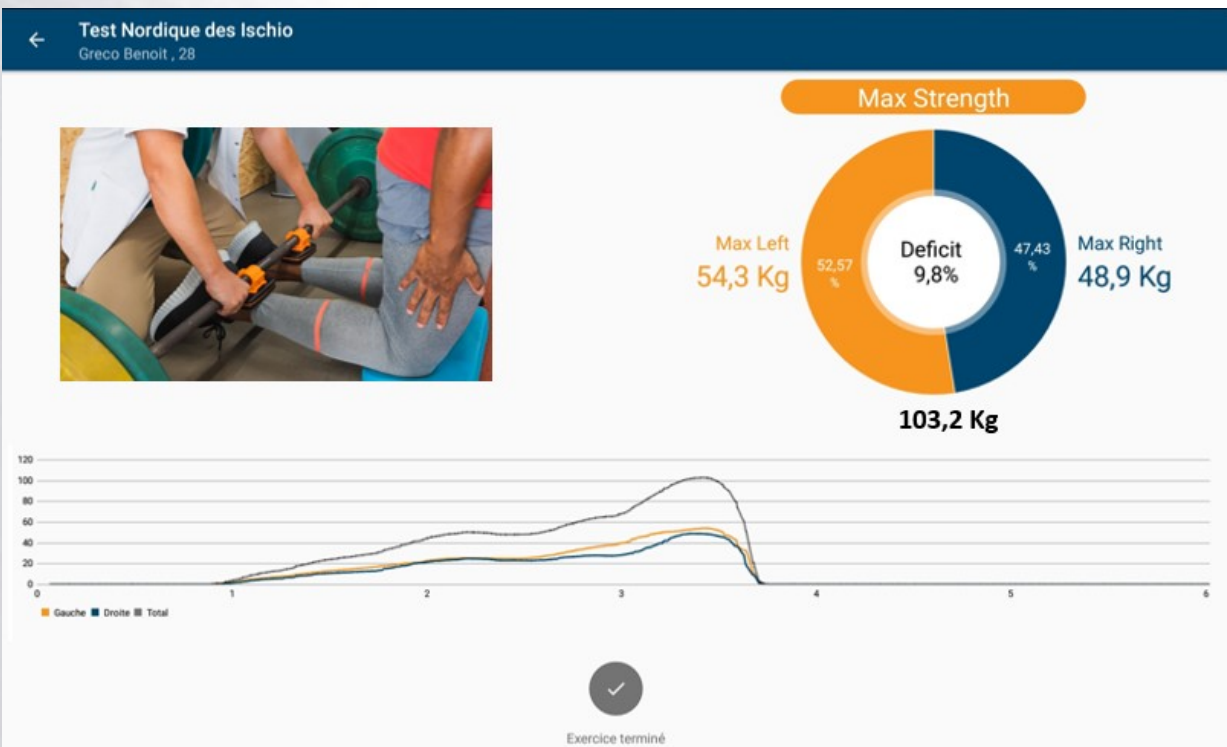 Test Nordique des Ischio
Greco Benoit , 28
Max Strength
Max Left
54,3 Kg
52,57
%
Deficit
9,8%
47,43
%
Max Right
48,9 Kg
103,2 Kg
120
100
80
60
40
20
0
0 1 2 3 4 5 6
Gauche Droite Total
Exercice terminé